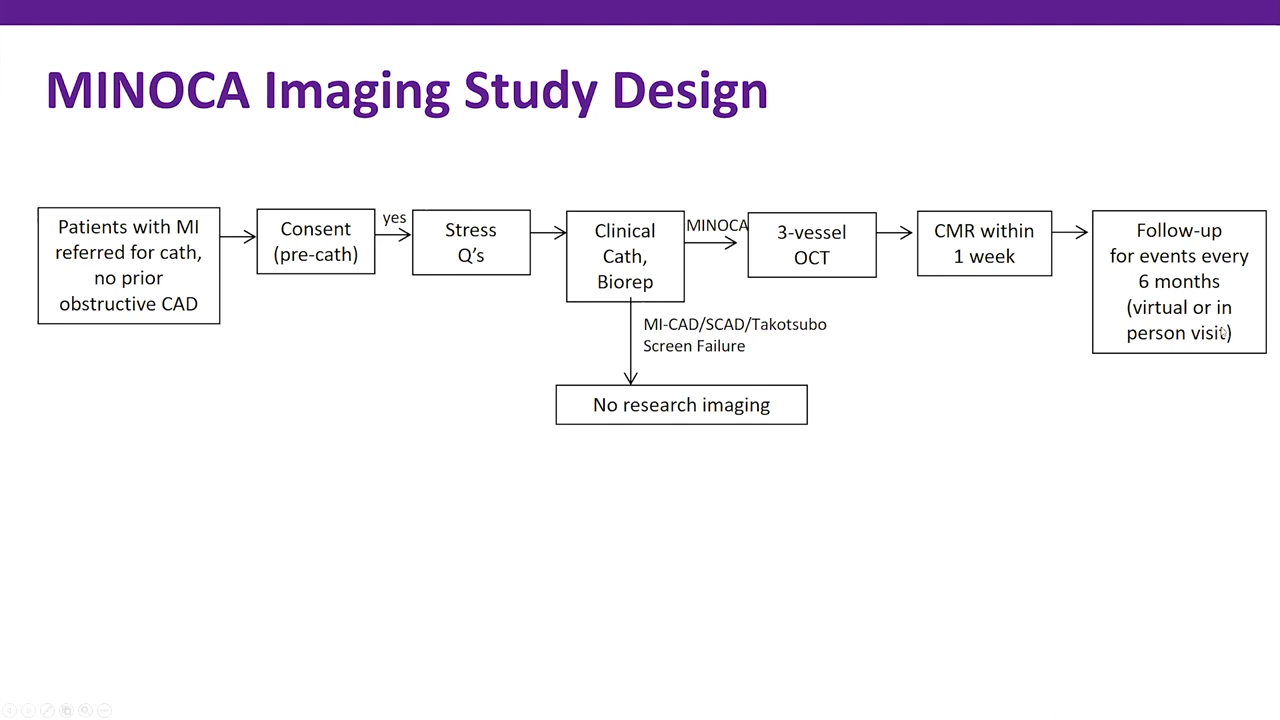 MINOCA Imaging Study Design
Patients with MI
referred for cath,
no prior
obstructive CAD
Consent
(pre-cath)
yes
Stress
Q's
Clinical
Cath,
Biorep
MINOCA
3-vessel
OCT
CMR within
1 week
Follow-up
for events every
6 months
(virtual or in
person visit)
MI-CAD/SCAD/Takotsubo
Screen Failure
No research imaging